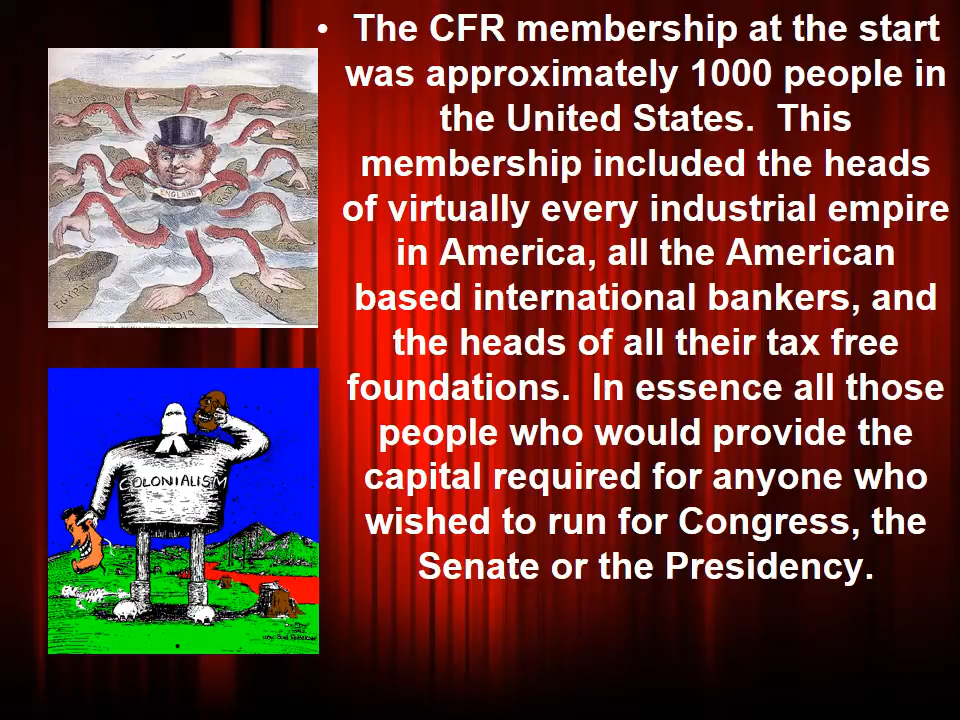 • The CFR membership at the start
was approximately 1000 people in
the United States.  This
membership included the heads
of virtually every industrial empire
in America, all the American
based international bankers, and
the heads of all their tax free
foundations.  In essence all those
people who would provide the
capital required for anyone who
wished to run for Congress, the
Senate or the Presidency.
ENGLAND
EGYPT
INDIA
CANADA
COLONIALISM